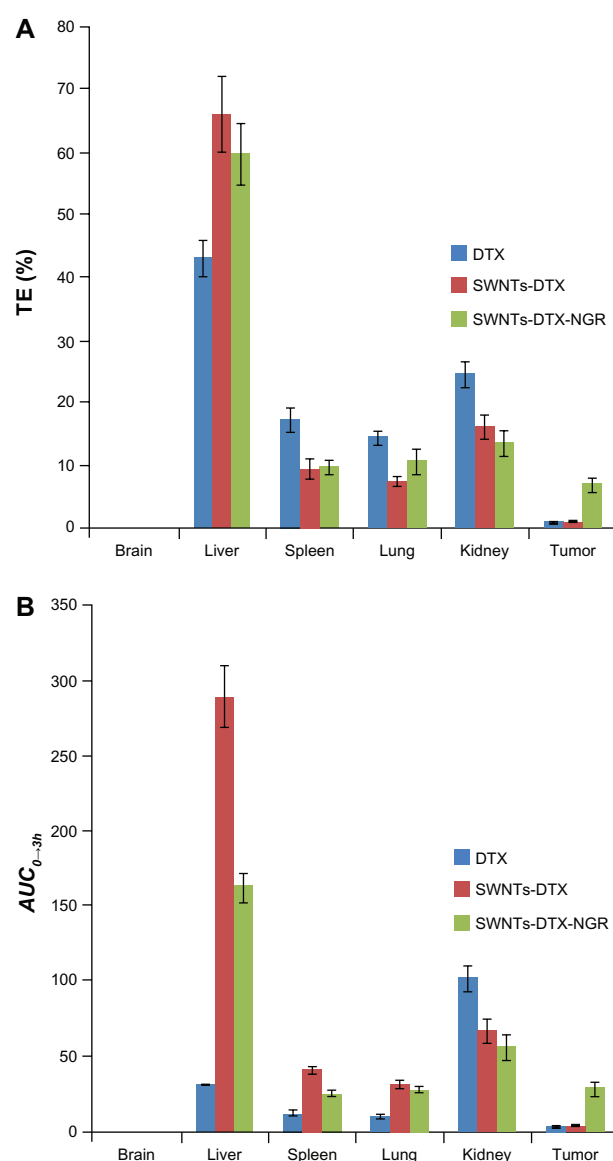 A
80
70
60
50
40
30
20
10
0
TE (%)
DTX
SWNTs-DTX
SWNTs-DTX-NGR
Brain Liver Spleen Lung Kidney Tumor
B
350
300
250
200
150
100
50
0
AUC0→3h
DTX
SWNTs-DTX
SWNTs-DTX-NGR
Brain Liver Spleen Lung Kidney Tumor